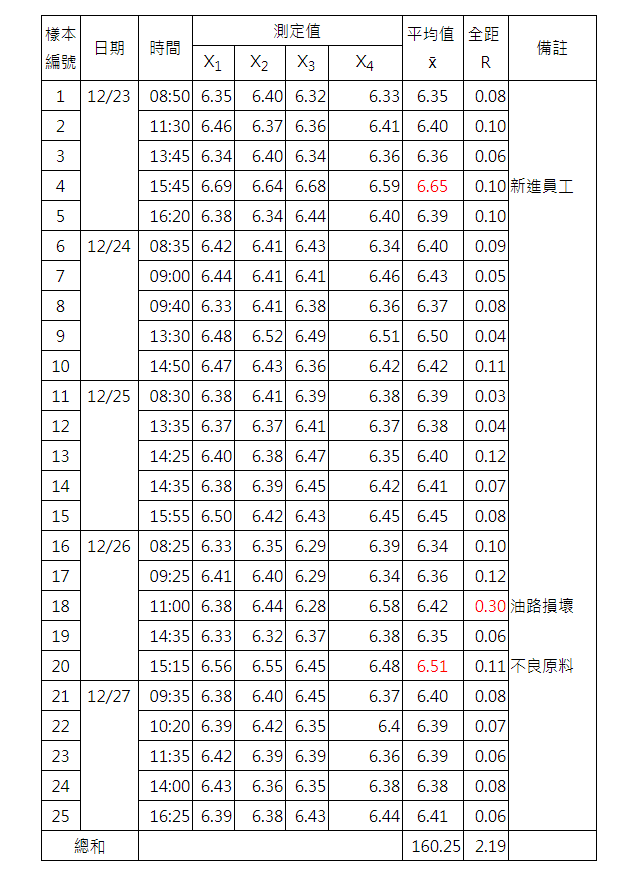 樣本編號 日期 時間 測定值 平均值 x̄ 全距 R 備註
X1 X2 X3 X4
1 12/23 08:50 6.35 6.40 6.32 6.33 6.35 0.08
2 11:30 6.46 6.37 6.36 6.41 6.40 0.10
3 13:45 6.34 6.40 6.34 6.36 6.36 0.06
4 15:45 6.69 6.64 6.68 6.59 6.65 0.10 新進員工
5 16:20 6.38 6.34 6.44 6.40 6.39 0.10
6 12/24 08:35 6.42 6.41 6.43 6.34 6.40 0.09
7 09:00 6.44 6.41 6.41 6.46 6.43 0.05
8 09:40 6.33 6.41 6.38 6.36 6.37 0.08
9 13:30 6.48 6.52 6.49 6.51 6.50 0.04
10 14:50 6.47 6.43 6.36 6.42 6.42 0.11
11 12/25 08:30 6.38 6.41 6.39 6.38 6.39 0.03
12 13:35 6.37 6.37 6.41 6.37 6.38 0.04
13 14:25 6.40 6.38 6.47 6.35 6.40 0.12
14 14:35 6.38 6.39 6.45 6.42 6.41 0.07
15 15:55 6.50 6.42 6.43 6.45 6.45 0.08
16 12/26 08:25 6.33 6.35 6.29 6.39 6.34 0.10
17 09:25 6.41 6.40 6.29 6.34 6.36 0.12
18 11:00 6.38 6.44 6.28 6.58 6.42 0.30 油路損壞
19 14:35 6.33 6.32 6.37 6.38 6.35 0.06
20 15:15 6.56 6.55 6.45 6.48 6.51 0.11 不良原料
21 12/27 09:35 6.38 6.40 6.45 6.37 6.40 0.08
22 10:20 6.39 6.42 6.35 6.4 6.39 0.07
23 11:35 6.42 6.39 6.39 6.36 6.39 0.06
24 14:00 6.43 6.36 6.35 6.38 6.38 0.08
25 16:25 6.39 6.38 6.43 6.44 6.41 0.06
總和 160.25 2.19